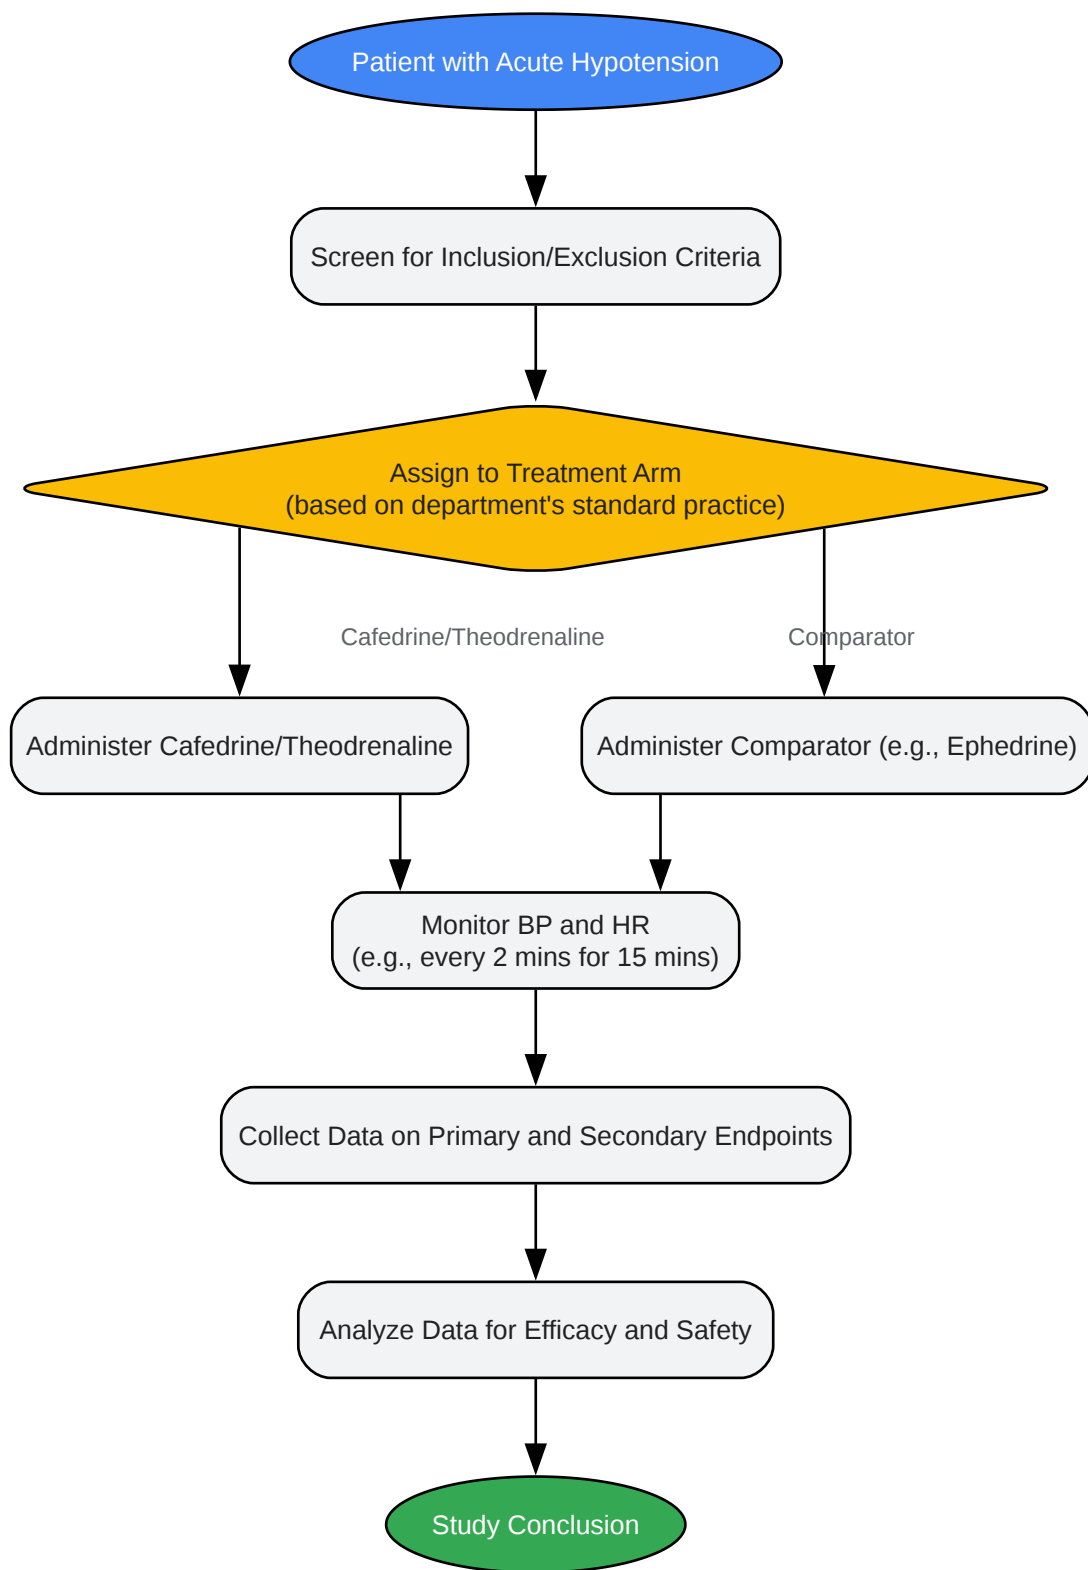 Patient with Acute Hypotension
Screen for Inclusion/Exclusion Criteria
Assign to Treatment Arm
(based on department's standard practice)
Cafedrine/Theodrenaline
Comparator
Administer Cafedrine/Theodrenaline
Administer Comparator (e.g., Ephedrine)
Monitor BP and HR
(e.g., every 2 mins for 15 mins)
Collect Data on Primary and Secondary Endpoints
Analyze Data for Efficacy and Safety
Study Conclusion